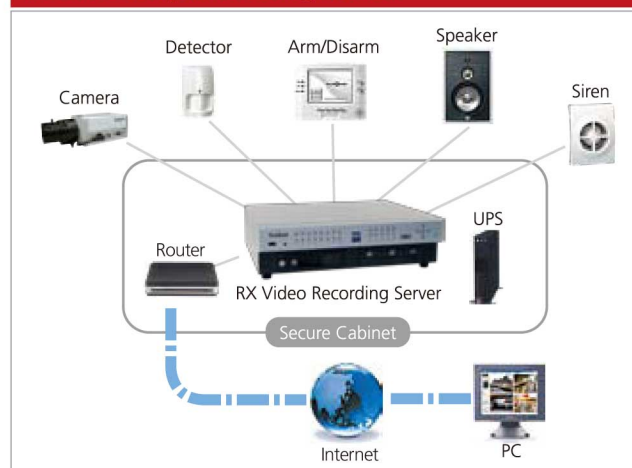 Speaker
Detector
Arm/Disarm
Camera
Siren
UPS
Router
RX Video Recording Server
Secure Cabinet
Internet
PC